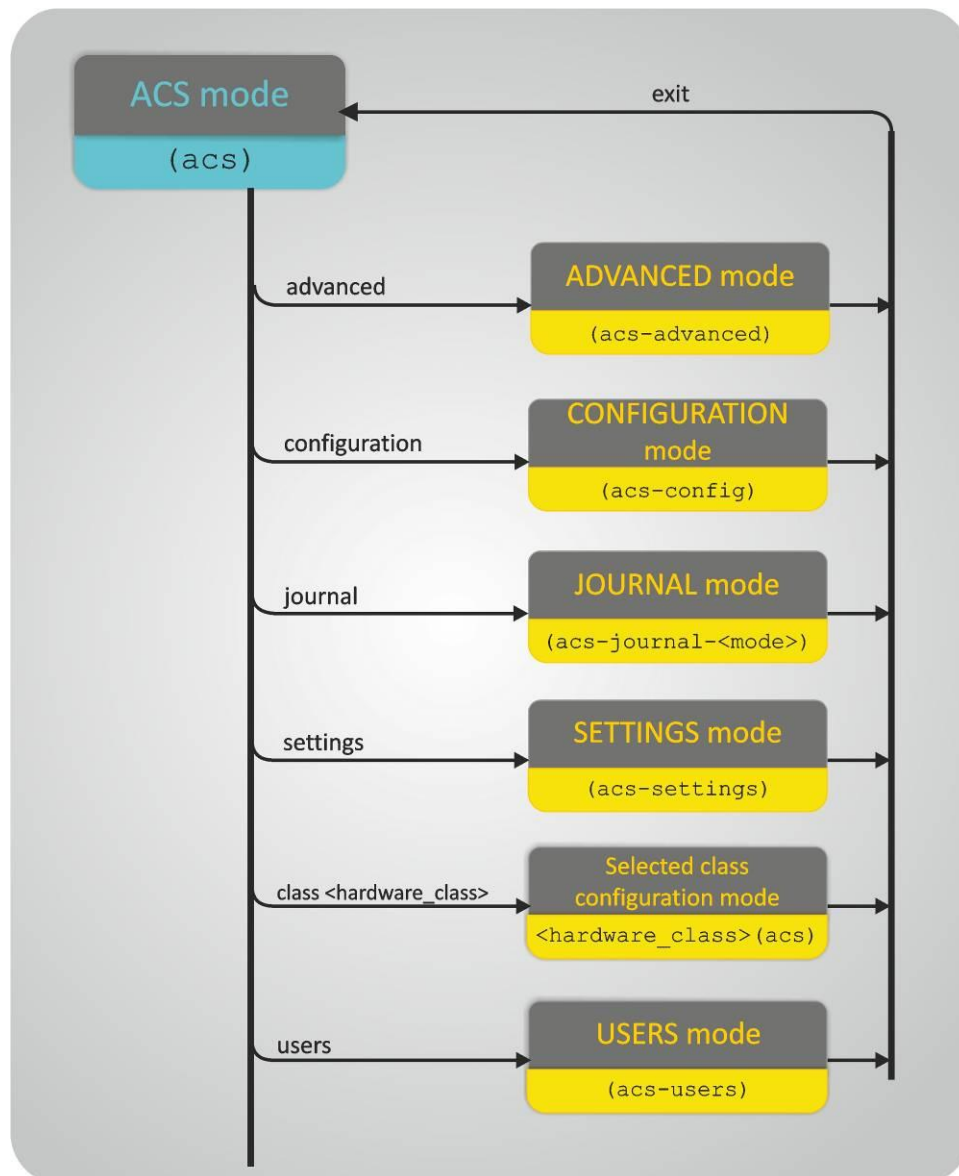 ACS mode
(acs)
exit
advanced
ADVANCED mode
(acs-advanced)
configuration
CONFIGURATION
mode
(acs-config)
journal
JOURNAL mode
(acs-journal-<mode>)
settings
SETTINGS mode
(acs-settings)
class <hardware_class>
Selected class
configuration mode
<hardware_class>(acs)
users
USERS mode
(acs-users)